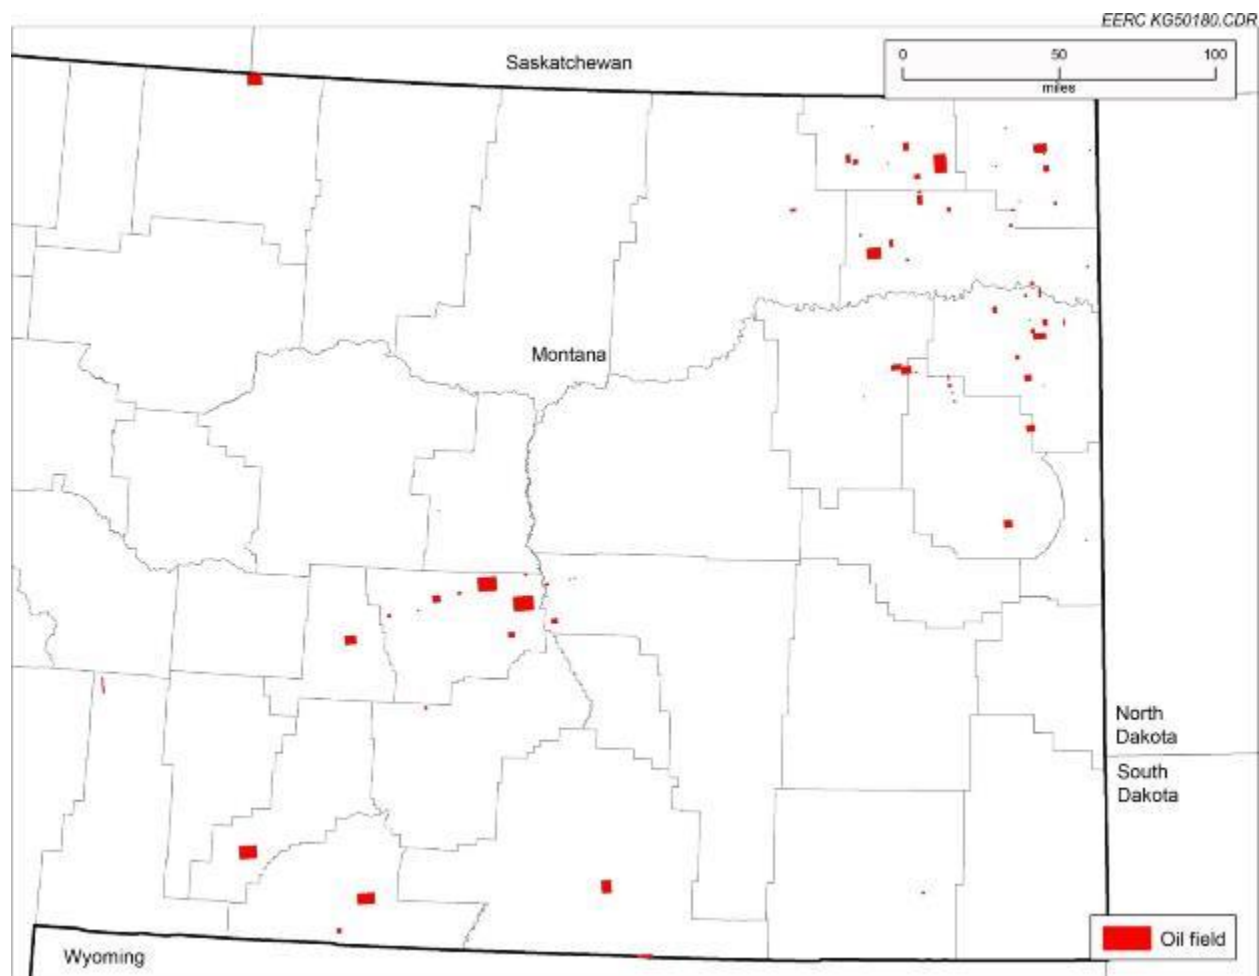 EERC KG50180.CDR
0 50 100
miles
Saskatchewan
Montana
North
Dakota
South
Dakota
Oil field
Wyoming